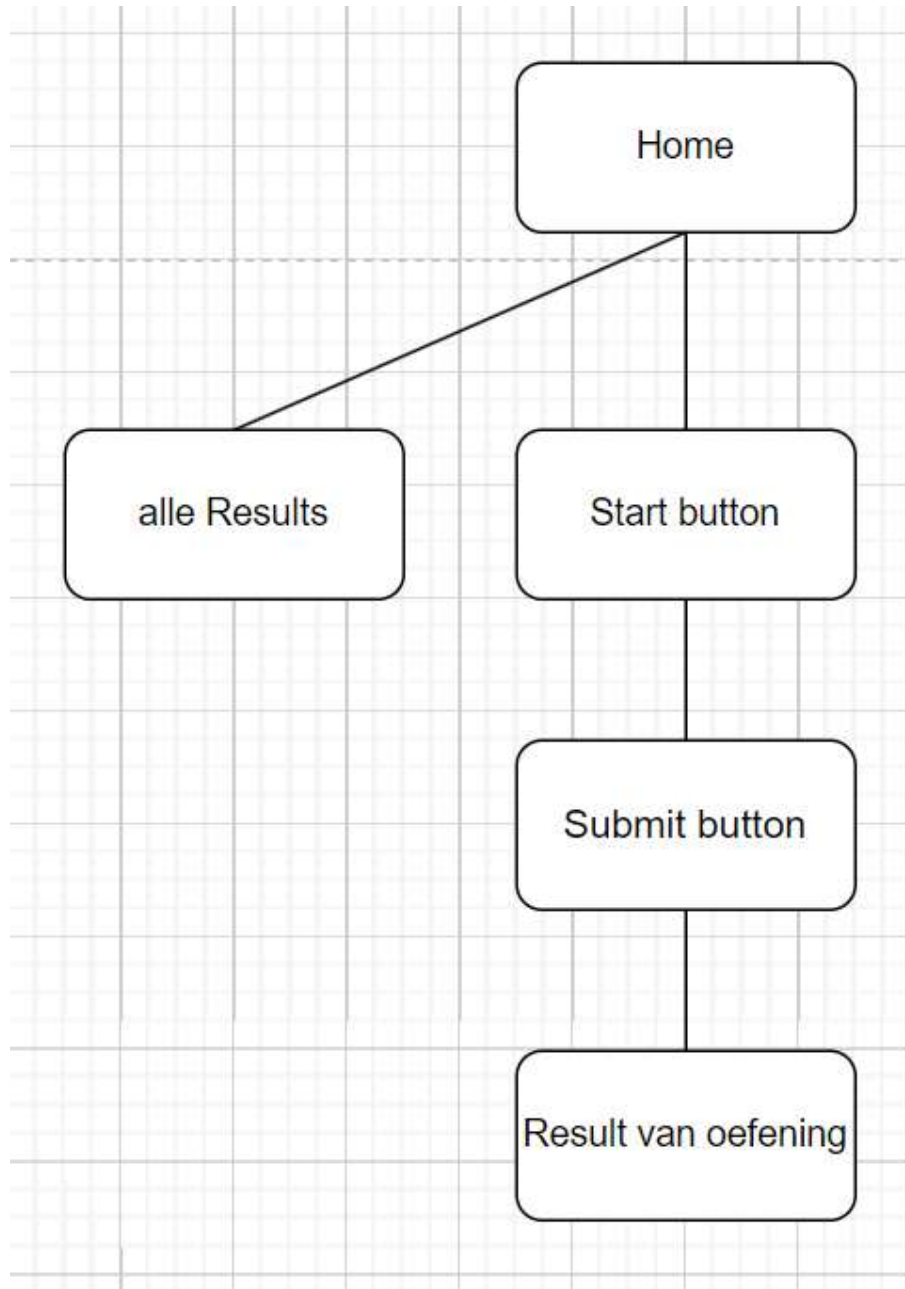 Home
alle Results
Start button
Submit button
Result van oefening